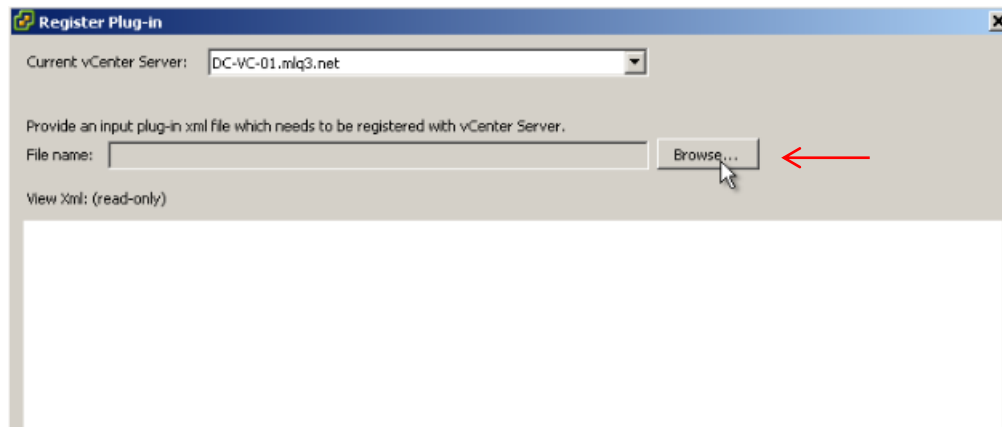 Register Plug-in
Current vCenter Server: DC-VC-01.mlq3.net
Provide an input plug-in xml file which needs to be registered with vCenter Server.
File name: Browse...
View Xml: (read-only)